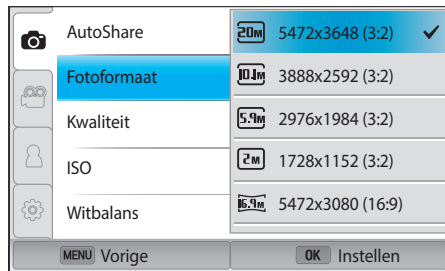 AutoShare
Fotoformaat
Kwaliteit
ISO
Witbalans
20M 5472x3648 (3:2)
10.1M 3888x2592 (3:2)
5.9M 2976x1984 (3:2)
2M 1728x1152 (3:2)
16.9M 5472x3080 (16:9)
MENU Vorige
OK Instellen